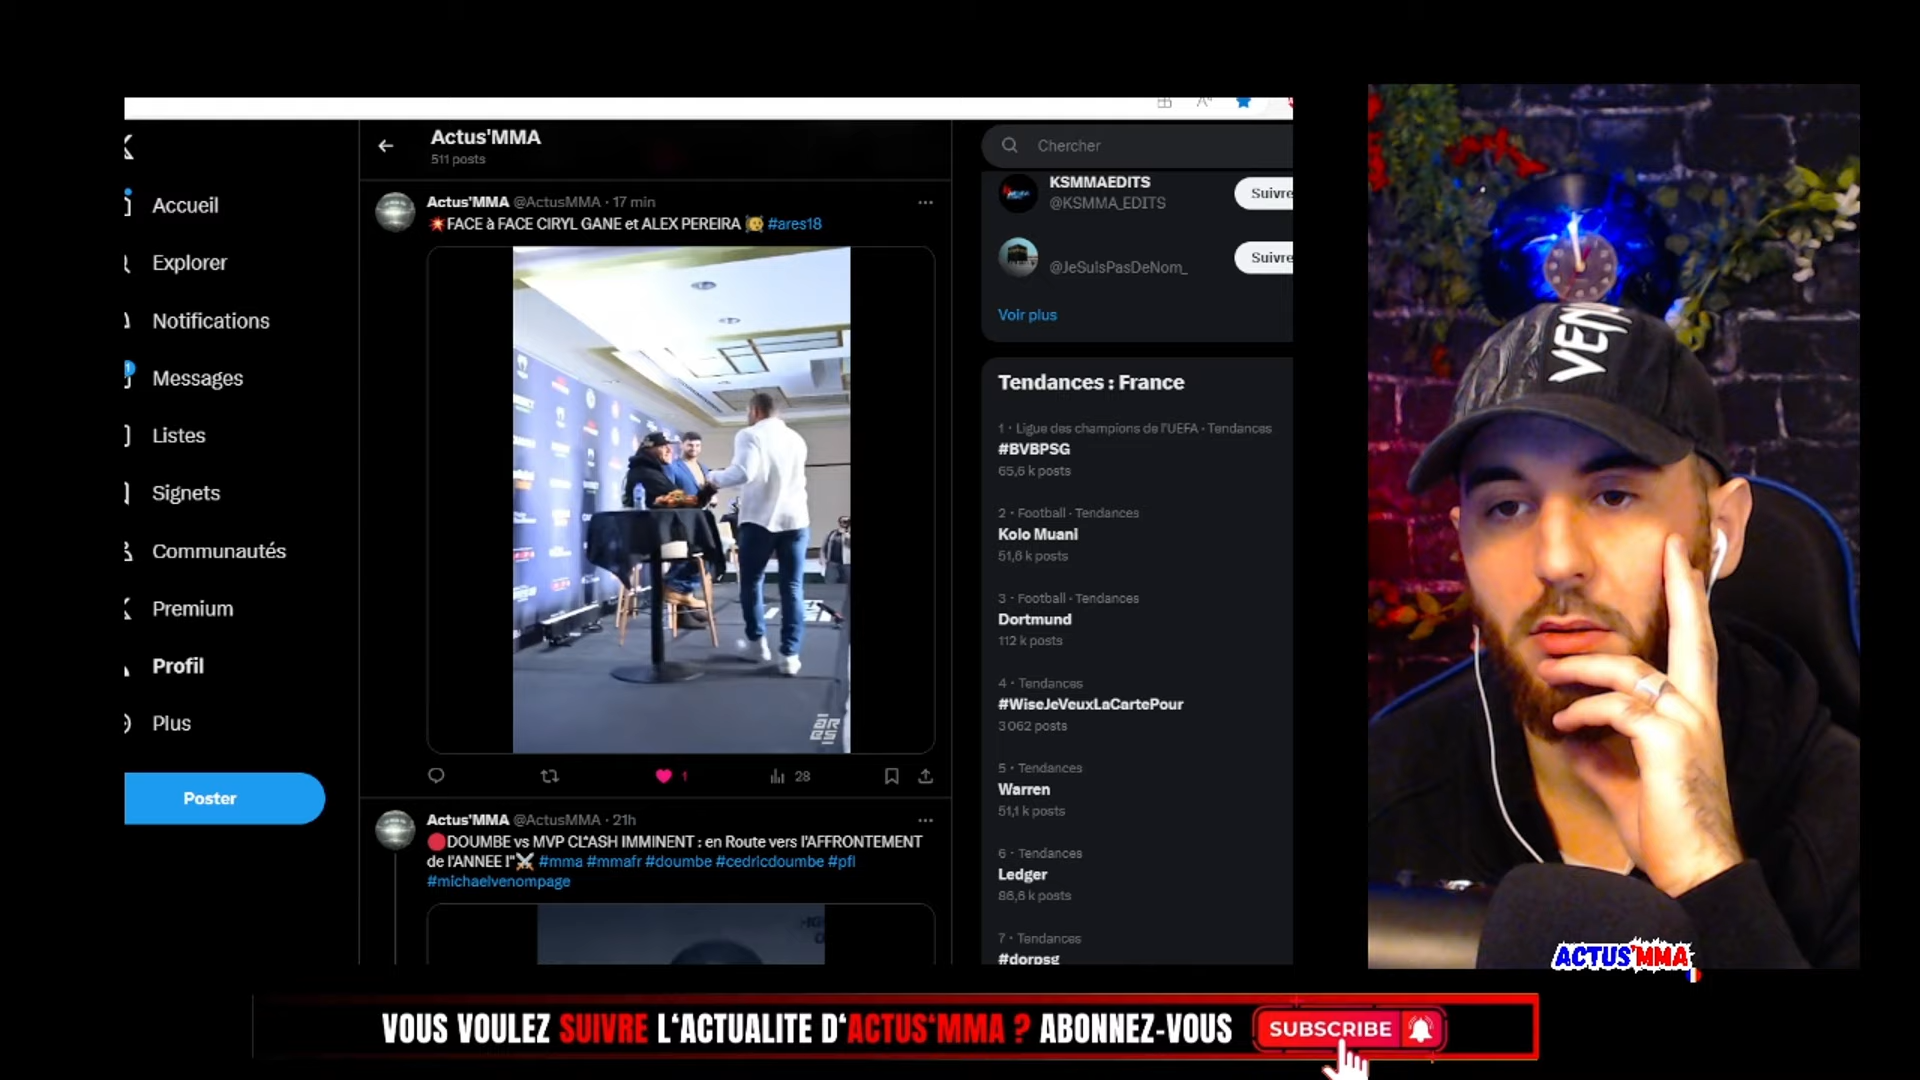 Actus'MMA
511 posts
Accueil
Explorer
Notifications
1
Messages
Listes
Signets
Communautés
Premium
Profil
Plus
Poster
Actus'MMA @ActusMMA · 17 min
FACE à FACE CIRYL GANE et ALEX PEREIRA #ares18
1
28
Actus'MMA @ActusMMA · 21h
DOUMBE vs MVP CL*ASH IMMINENT : en Route vers l'AFFRONTEMENT
de l'ANNEE !" #mma #mmafr #doumbe #cedricdoumbe #pfl
#michaelvenompage
Chercher
KSMMAEDITS
@KSMMA_EDITS
Suivre
@JeSuisPasDeNom_
Suivre
Voir plus
Tendances : France
1 · Ligue des champions de l'UEFA · Tendances
#BVBPSG
65,6 k posts
2 · Football · Tendances
Kolo Muani
51,6 k posts
3 · Football · Tendances
Dortmund
112 k posts
4 · Tendances
#WiseJeVeuxLaCartePour
3 062 posts
5 · Tendances
Warren
51,1 k posts
6 · Tendances
Ledger
86,6 k posts
7 · Tendances
#dorpsg
VEN
ACTUS'MMA
VOUS VOULEZ SUIVRE L'ACTUALITE D'ACTUS'MMA ? ABONNEZ-VOUS
SUBSCRIBE